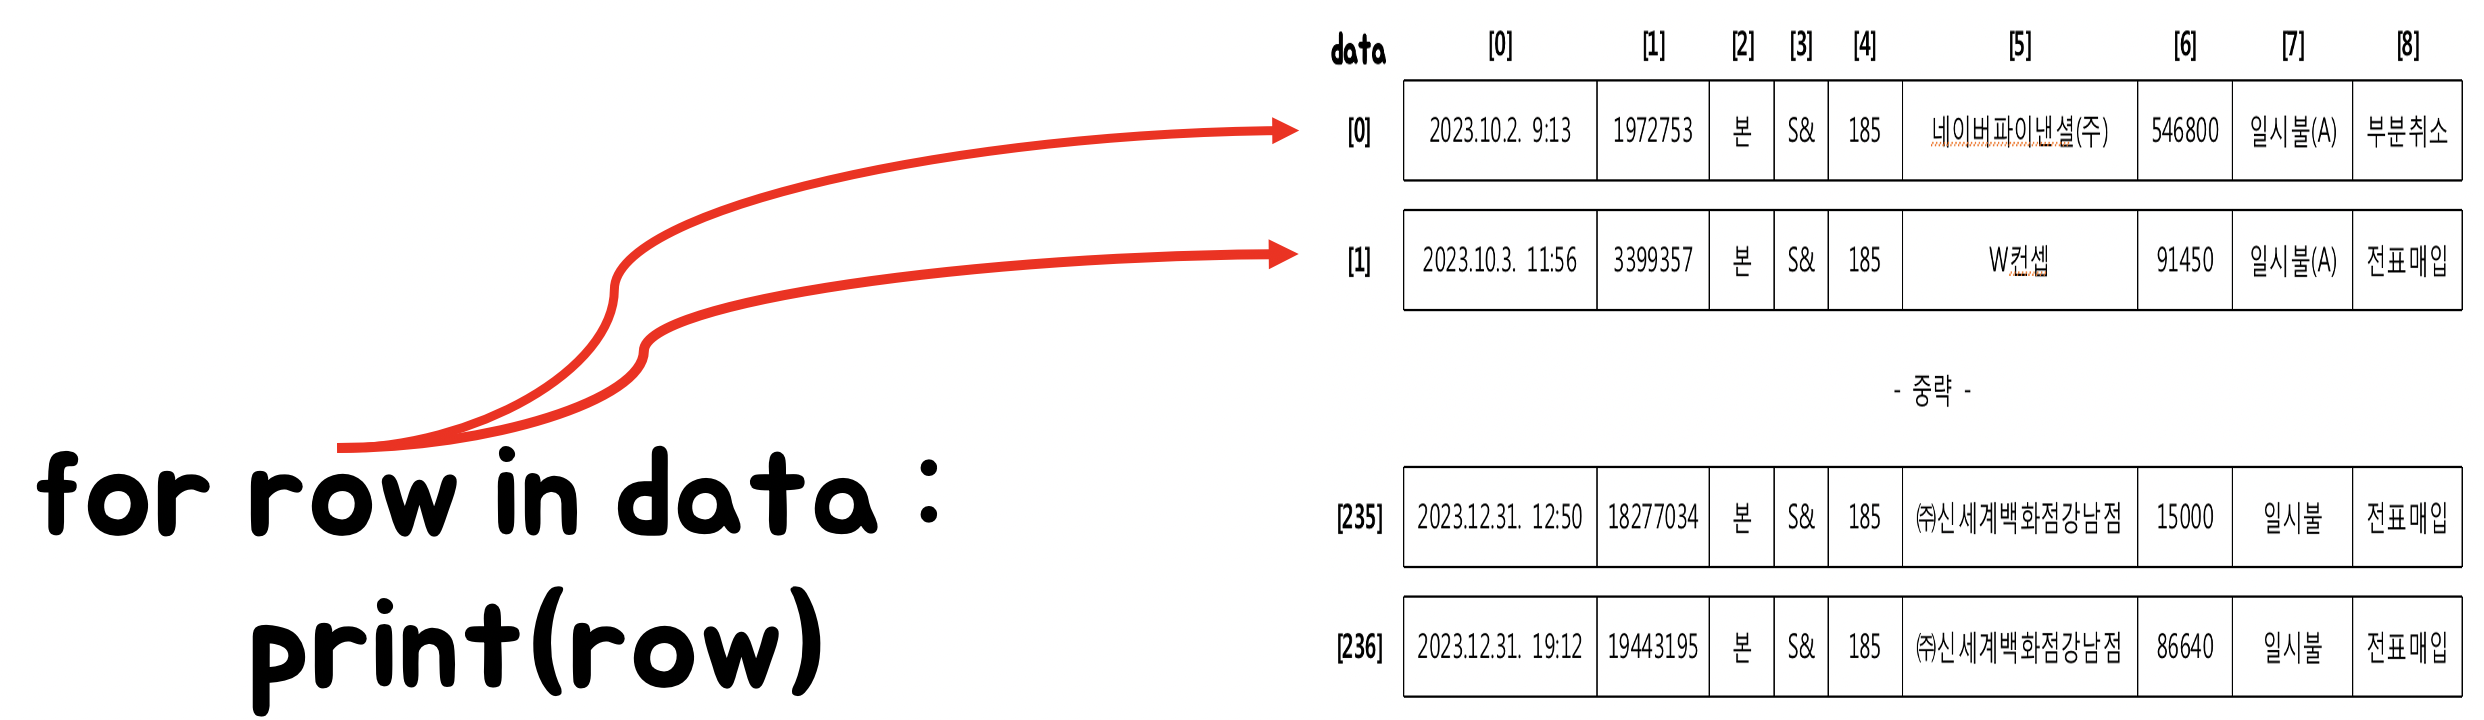 data [0] [1] [2] [3] [4] [5] [6] [7] [8]
[0] 2023.10.2. 9:13 1972753 본 S& 185 네이버파이낸셜(주) 546800 일시불(A) 부분취소
[1] 2023.10.3. 11:56 3399357 본 S& 185 W컨셉 91450 일시불(A) 전표매입
- 중략 -
for row in data :
[235] 2023.12.31. 12:50 18277034 본 S& 185 ㈜신세계백화점강남점 15000 일시불 전표매입
print(row)
[236] 2023.12.31. 19:12 19443195 본 S& 185 ㈜신세계백화점강남점 86640 일시불 전표매입